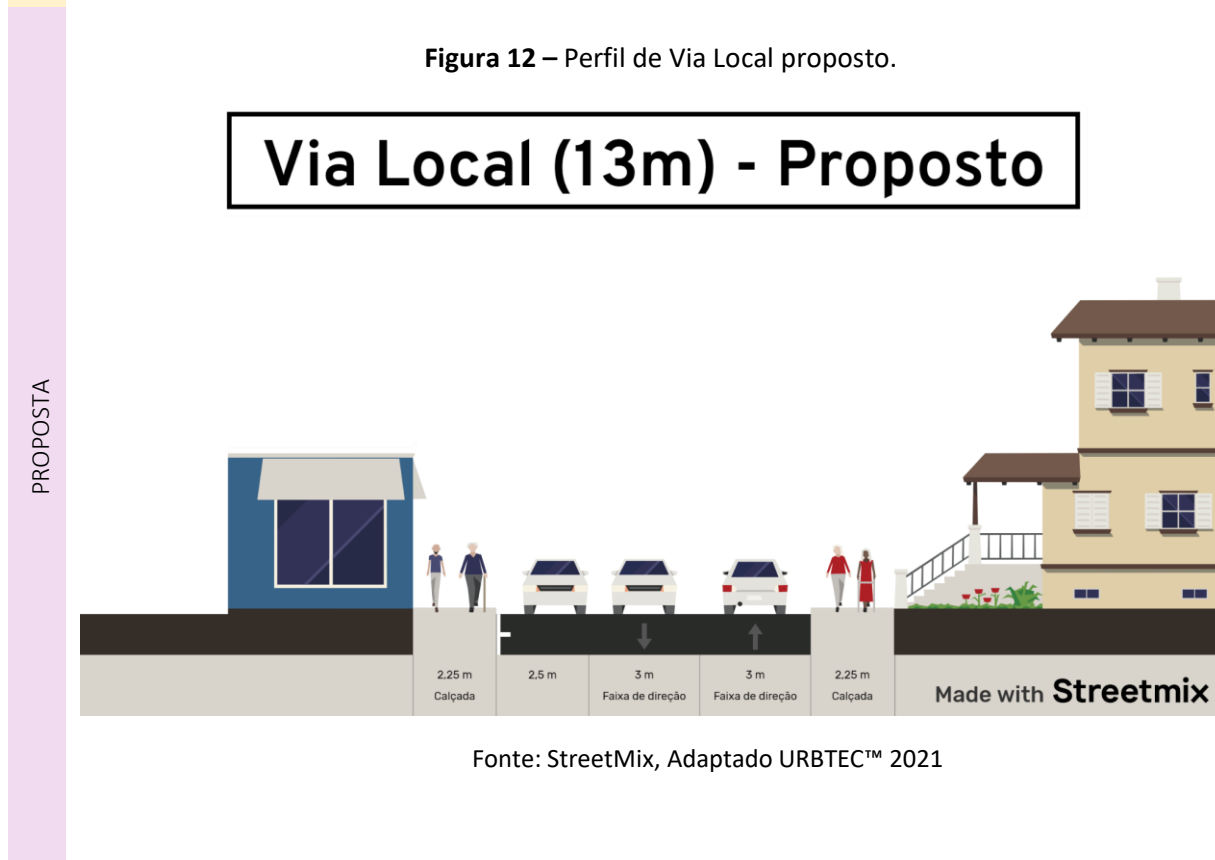 Figura 12 – Perfil de Via Local proposto.
Via Local (13m) - Proposto
PROPOSTA
2,25 m
Calçada
2,5 m
3 m
Faixa de direção
3 m
Faixa de direção
2,25 m
Calçada
Made with Streetmix
Fonte: StreetMix, Adaptado URBTEC™ 2021